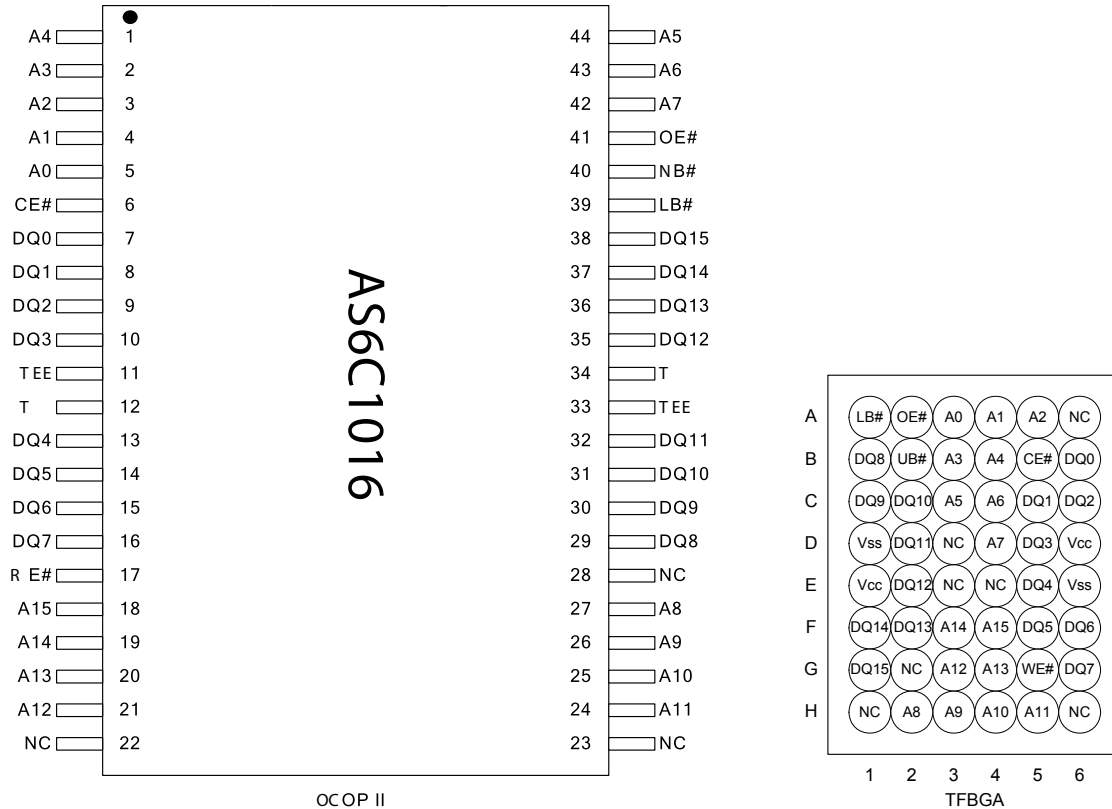 A4 1 44 A5
A3 2 43 A6
A2 3 42 A7
A1 4 41 OE#
A0 5 40 NB#
CE# 6 39 LB#
DQ0 7 38 DQ15
DQ1 8 37 DQ14
DQ2 9 36 DQ13
DQ3 10 35 DQ12
TEE 11 34 T
T 12 33 TEE
DQ4 13 32 DQ11
DQ5 14 31 DQ10
DQ6 15 30 DQ9
DQ7 16 29 DQ8
R E# 17 28 NC
A15 18 27 A8
A14 19 26 A9
A13 20 25 A10
A12 21 24 A11
NC 22 23 NC
AS6C1016
OCOP II
A LB# OE# A0 A1 A2 NC
B DQ8 UB# A3 A4 CE# DQ0
C DQ9 DQ10 A5 A6 DQ1 DQ2
D Vss DQ11 NC A7 DQ3 Vcc
E Vcc DQ12 NC NC DQ4 Vss
F DQ14 DQ13 A14 A15 DQ5 DQ6
G DQ15 NC A12 A13 WE# DQ7
H NC A8 A9 A10 A11 NC
1 2 3 4 5 6
TFBGA